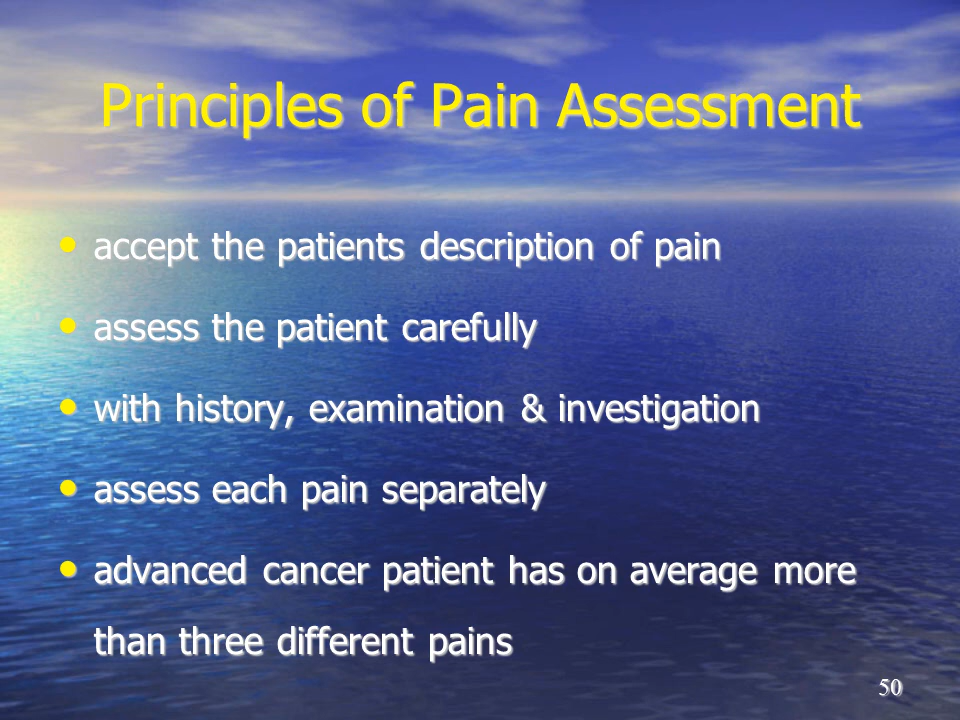 Principles of Pain Assessment
• accept the patients description of pain
• assess the patient carefully
• with history, examination & investigation
• assess each pain separately
• advanced cancer patient has on average more
than three different pains
50